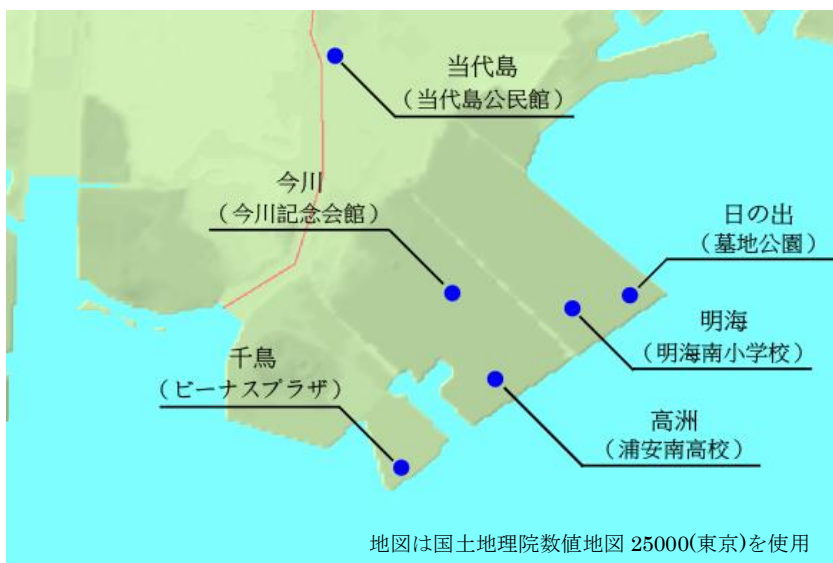 当代島
（当代島公民館）
今川
（今川記念会館）
日の出
（墓地公園）
明海
（明海南小学校）
千鳥
（ビーナスプラザ）
高洲
（浦安南高校）
地図は国土地理院数値地図 25000(東京)を使用